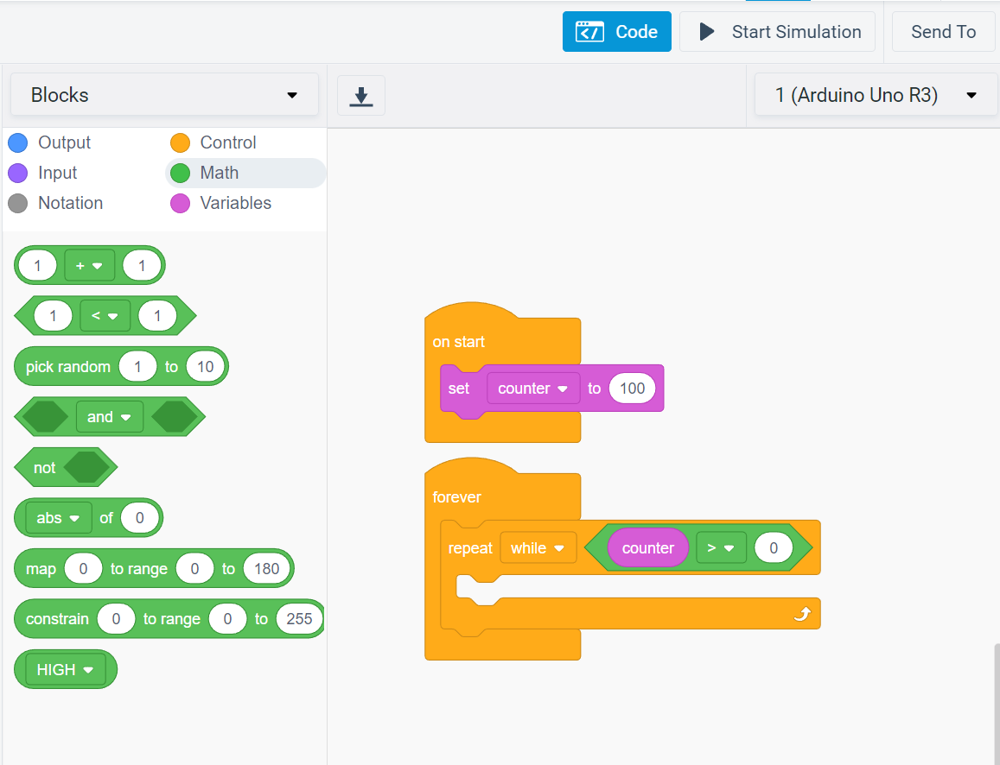 Code
Start Simulation
Send To
Blocks
1 (Arduino Uno R3)
Output
Control
Input
Math
Notation
Variables
1 + 1
1 < 1
pick random 1 to 10
and
not
abs of 0
map 0 to range 0 to 180
constrain 0 to range 0 to 255
HIGH
on start
set counter to 100
forever
repeat while counter > 0